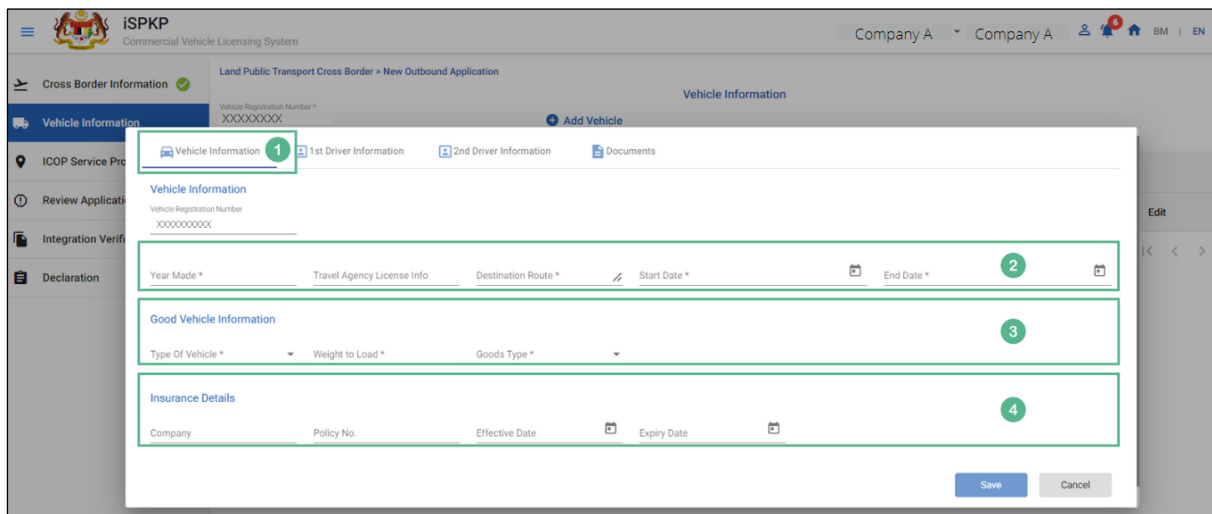 iSPKP
Commercial Vehicle Licensing System
Company A Company A 6 BM | EN
Cross Border Information
Vehicle Information
ICOP Service Pro
Review Applicati
Integration Verifi
Declaration
Land Public Transport Cross Border > New Outbound Application
Vehicle Information
Vehicle Registration Number *
XXXXXXXX
Add Vehicle
Edit
Vehicle Information 1 1st Driver Information 2nd Driver Information Documents
Vehicle Information
Vehicle Registration Number
XXXXXXXXXX
2
Year Made * Travel Agency License Info Destination Route * Start Date * End Date *
Good Vehicle Information
3
Type Of Vehicle * Weight to Load * Goods Type *
Insurance Details
4
Company Policy No. Effective Date Expiry Date
Save Cancel